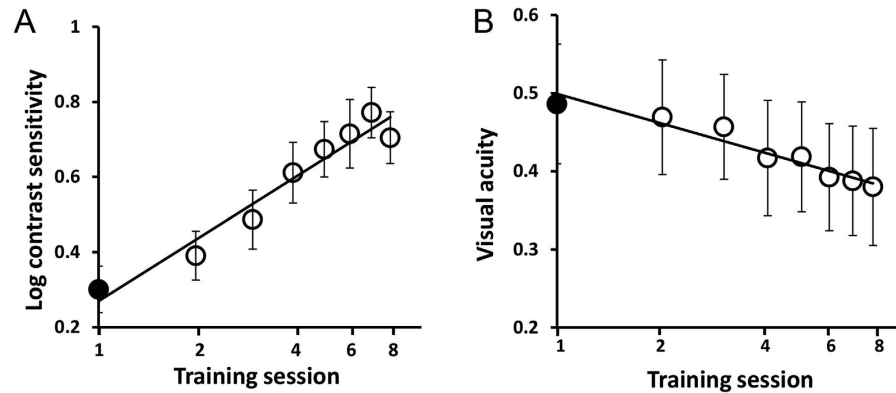 A
Log contrast sensitivity
1
0.8
0.6
0.4
0.2
1 2 4 6 8
Training session
B
Visual acuity
0.6
0.5
0.4
0.3
0.2
1 2 4 6 8
Training session